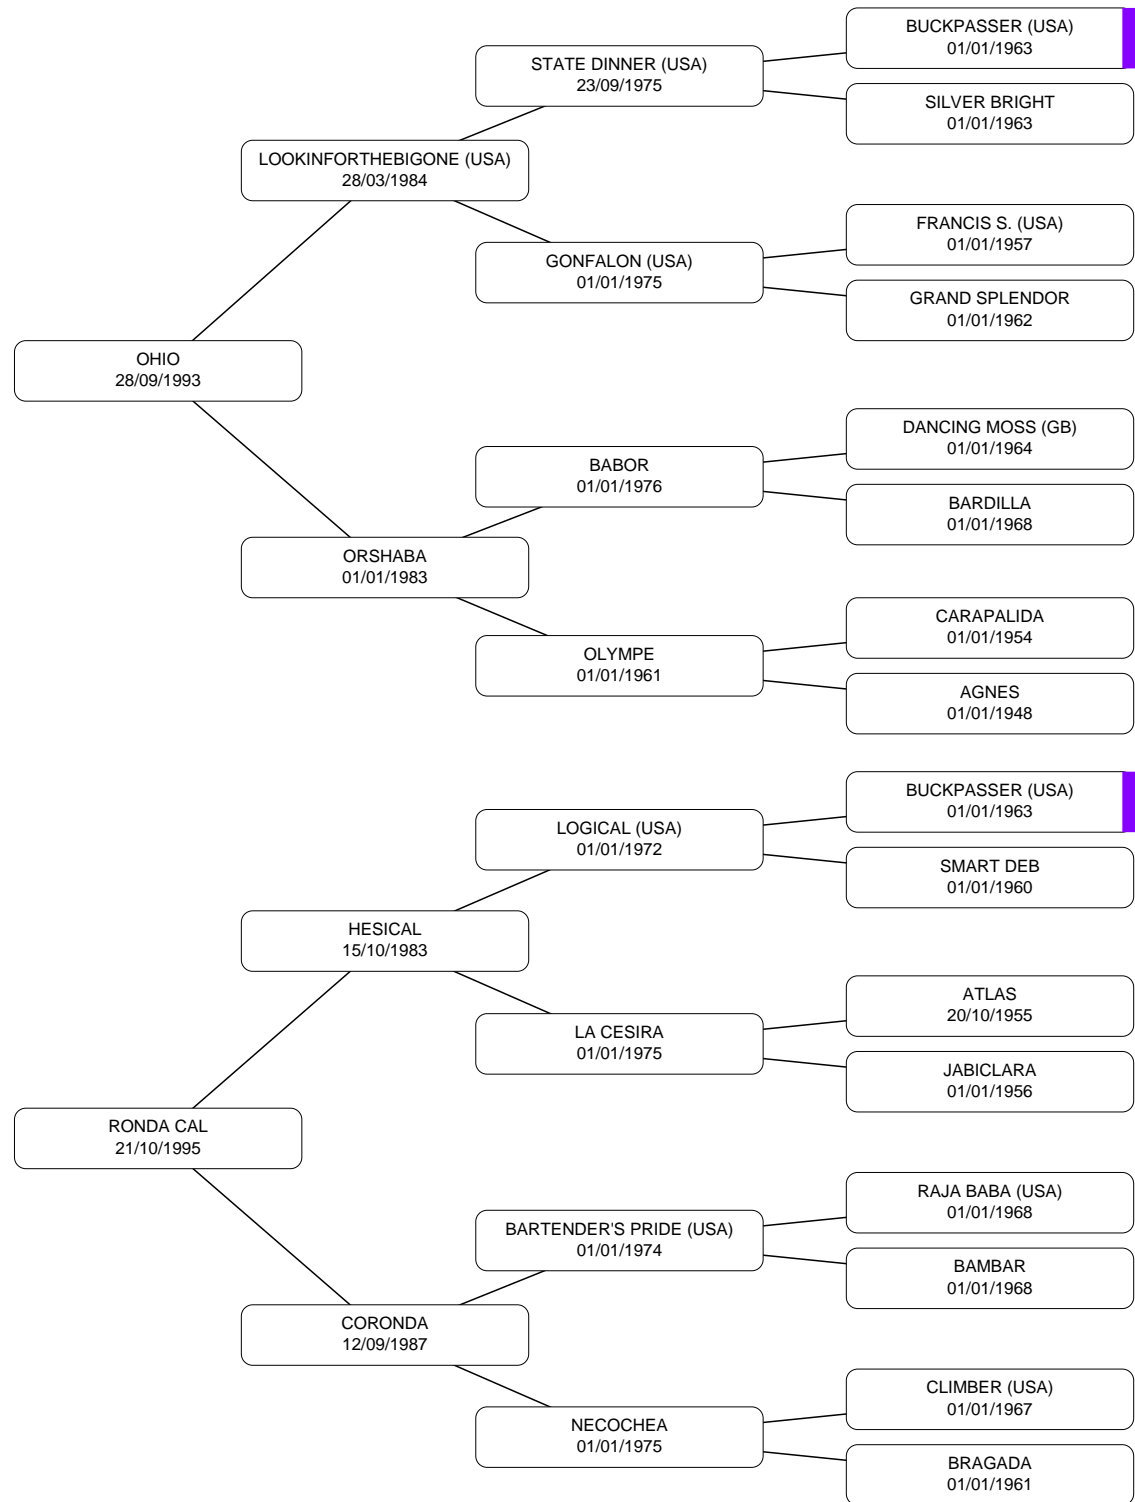 BUCKPASSER (USA)
01/01/1963
STATE DINNER (USA)
23/09/1975
SILVER BRIGHT
01/01/1963
LOOKINFORTHEBIGONE (USA)
28/03/1984
FRANCIS S. (USA)
01/01/1957
GONFALON (USA)
01/01/1975
GRAND SPLENDOR
01/01/1962
OHIO
28/09/1993
DANCING MOSS (GB)
01/01/1964
BABOR
01/01/1976
BARDILLA
01/01/1968
ORSHABA
01/01/1983
CARAPALIDA
01/01/1954
OLYMPE
01/01/1961
AGNES
01/01/1948
BUCKPASSER (USA)
01/01/1963
LOGICAL (USA)
01/01/1972
SMART DEB
01/01/1960
HESICAL
15/10/1983
ATLAS
20/10/1955
LA CESIRA
01/01/1975
JABICLARA
01/01/1956
RONDA CAL
21/10/1995
RAJA BABA (USA)
01/01/1968
BARTENDER'S PRIDE (USA)
01/01/1974
BAMBAR
01/01/1968
CORONDA
12/09/1987
CLIMBER (USA)
01/01/1967
NECOCHEA
01/01/1975
BRAGADA
01/01/1961